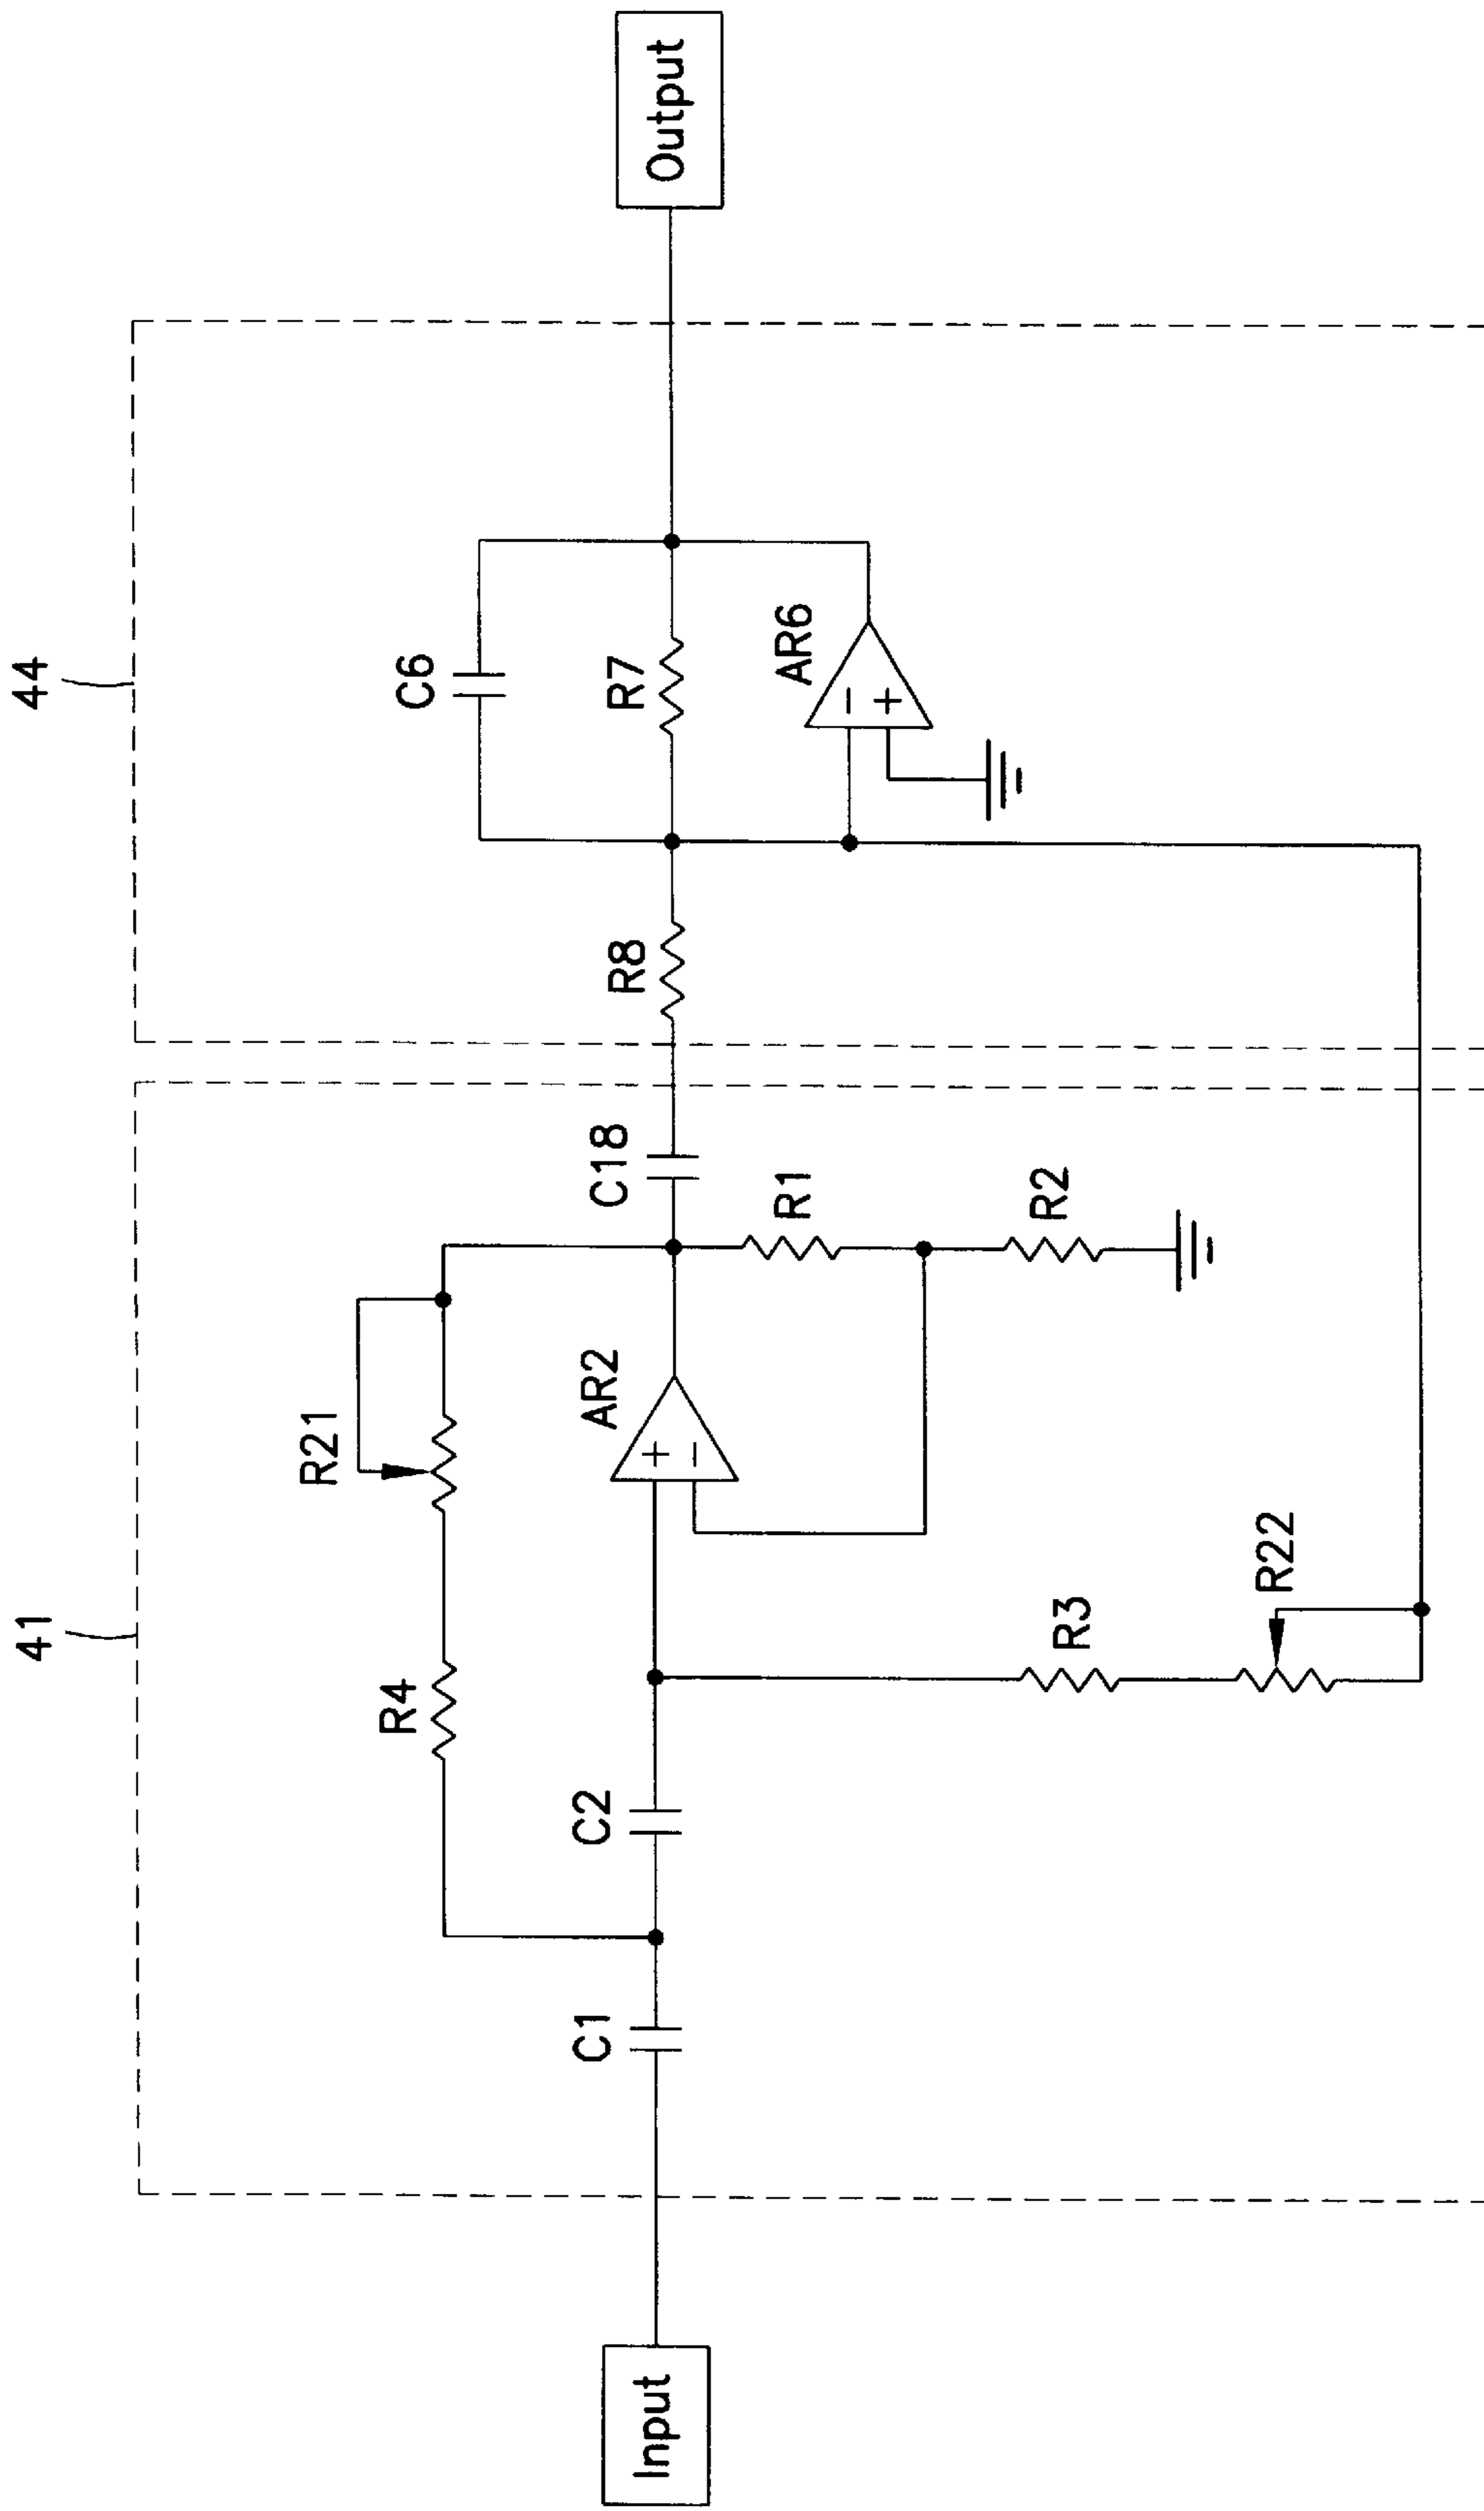 41
44
R21
R4
C6
Input
C1
C2
AR2
C18
R8
R7
Output
+
−
R1
AR6
−
+
R3
R2
R22